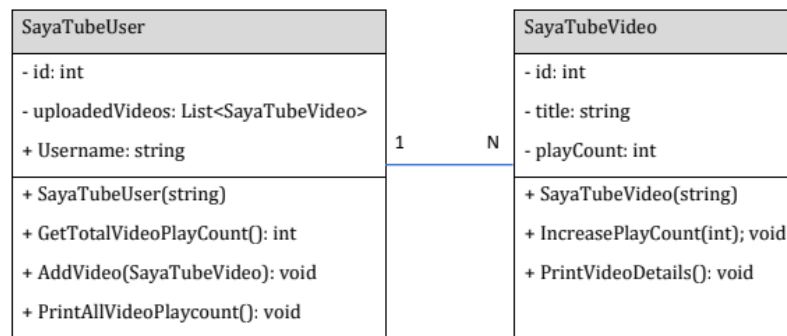 SayaTubeUser
- id: int
- uploadedVideos: List<SayaTubeVideo>
+ Username: string
+ SayaTubeUser(string)
+ GetTotalVideoPlayCount(): int
+ AddVideo(SayaTubeVideo): void
+ PrintAllVideoPlaycount(): void
1
N
SayaTubeVideo
- id: int
- title: string
- playCount: int
+ SayaTubeVideo(string)
+ IncreasePlayCount(int); void
+ PrintVideoDetails(): void